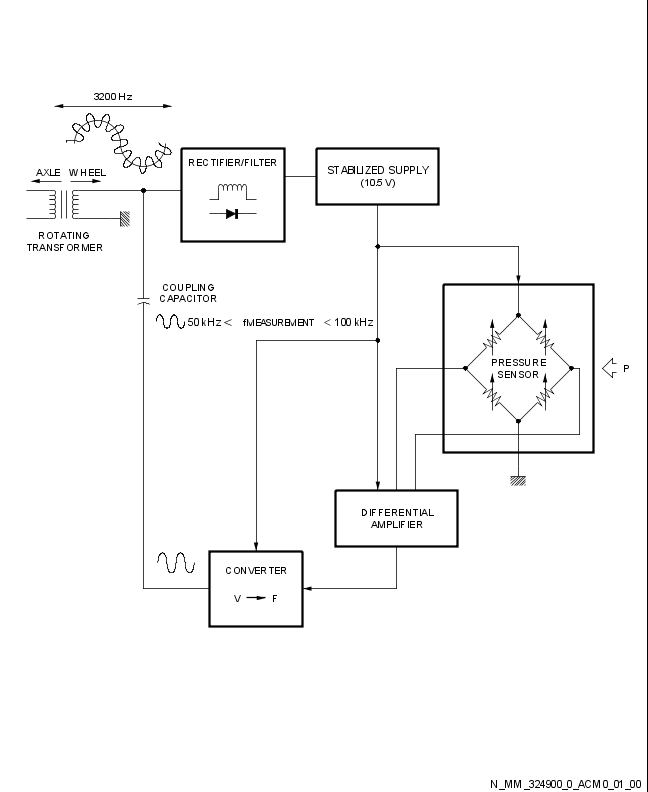 3200 Hz
AXLE WHEEL
ROTATING
TRANSFORMER
RECTIFIER/FILTER
STABILIZED SUPPLY
(10.5 V)
COUPLING
CAPACITOR
50 kHz < fMEASUREMENT < 100 kHz
PRESSURE
SENSOR
P
DIFFERENTIAL
AMPLIFIER
CONVERTER
V F
N_MM_324900_0_ACM0_01_00